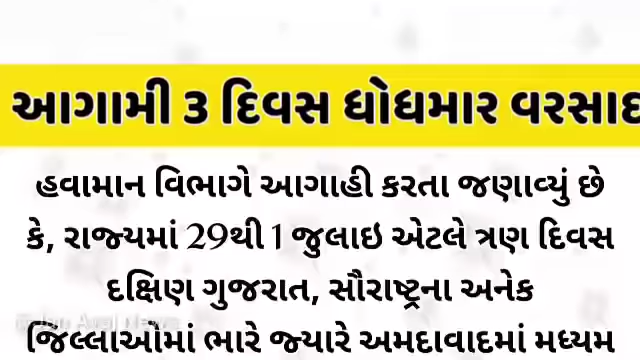 આગામી ૩ દિવસ ધોધમાર વરસાદ
હવામાન વિભાગે આગાહી કરતા જણાવ્યું છે
કે, રાજ્યમાં 29થી 1 જુલાઇ એટલે ત્રણ દિવસ
દક્ષિણ ગુજરાત, સૌરાષ્ટ્રના અનેક
જિલ્લાઓમાં ભારે જ્યારે અમદાવાદમાં મધ્યમ